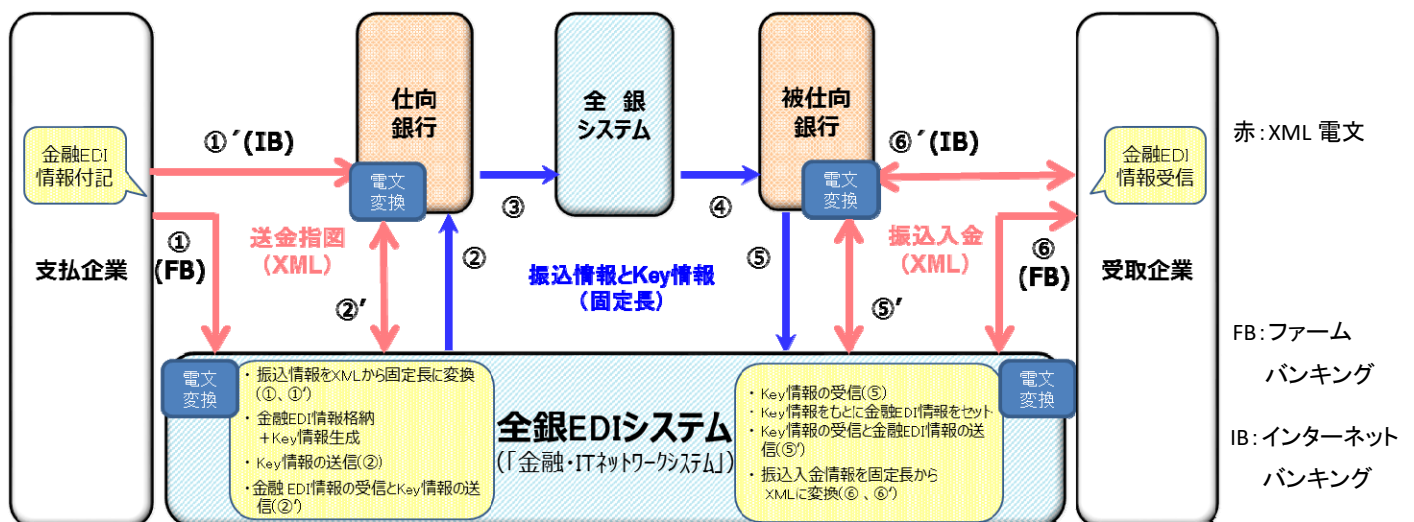 金融EDI
情報付記
支払企業
①´(IB)
①
(FB)
送金指図
(XML)
仕向
銀行
電文
変換
②´
②
③
全 銀
システム
④
振込情報とKey情報
(固定長)
被仕向
銀行
電文
変換
⑤
⑤´
⑥´(IB)
振込入金
(XML)
⑥
(FB)
金融EDI
情報受信
受取企業
電文
変換
・ 振込情報をXMLから固定長に変換
(①、①´)
・ 金融EDI情報格納
+Key情報生成
・ Key情報の送信(②)
・金融 EDI情報の受信とKey情報の送
信(②´)
全銀EDIシステム
(「金融・ITネットワークシステム」)
・ Key情報の受信(⑤)
・ Key情報をもとに金融EDI情報をセット
・ Key情報の受信と金融EDI情報の送
信(⑤´)
・ 振込入金情報を固定長から
XMLに変換(⑥ 、⑥´)
電文
変換
赤：XML 電文
FB：ファーム
バンキング
IB：インターネット
バンキング